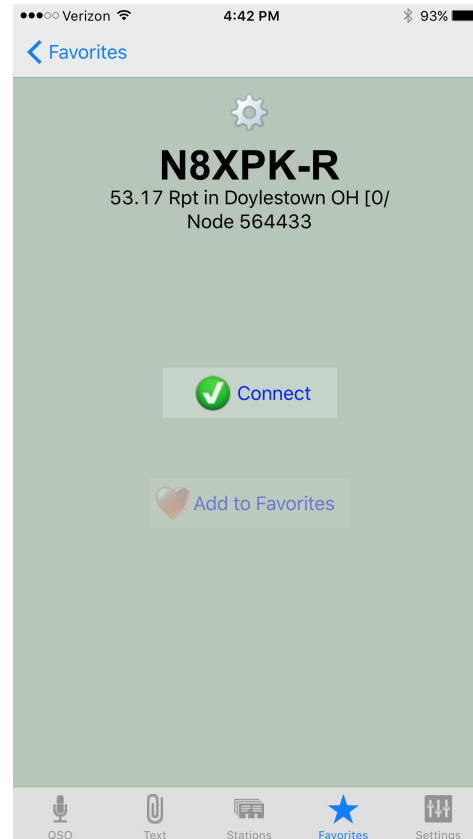 Verizon 4:42 PM 93%
Favorites
N8XPK-R
53.17 Rpt in Doylestown OH [0/
Node 564433
Connect
Add to Favorites
QSO Text Stations Favorites Settings